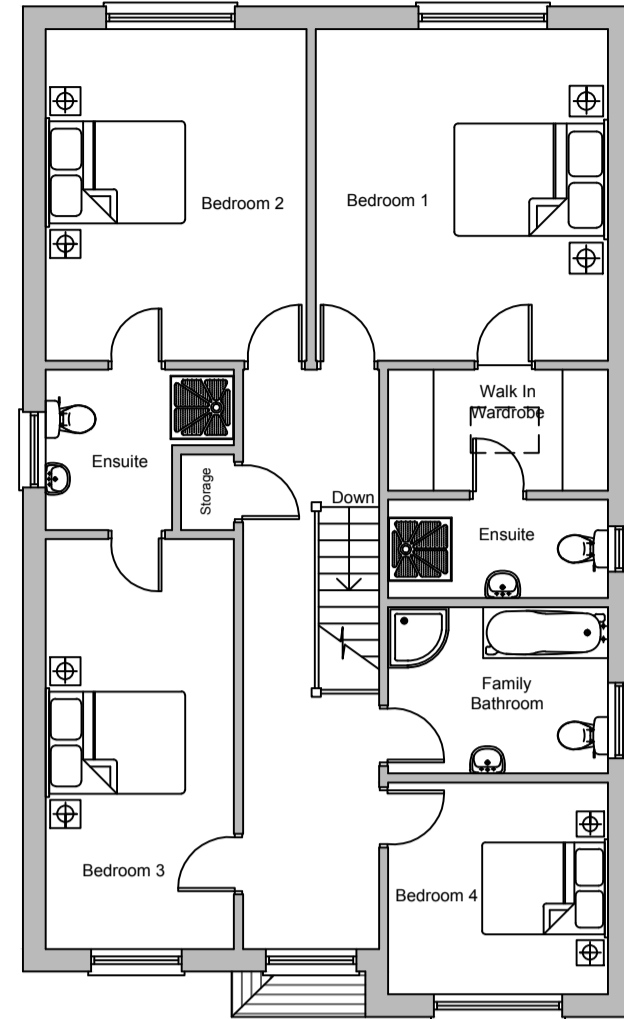 Bedroom 2
Bedroom 1
Walk In
Wardrobe
Ensuite
Storage
Down
Ensuite
Family
Bathroom
Bedroom 3
Bedroom 4